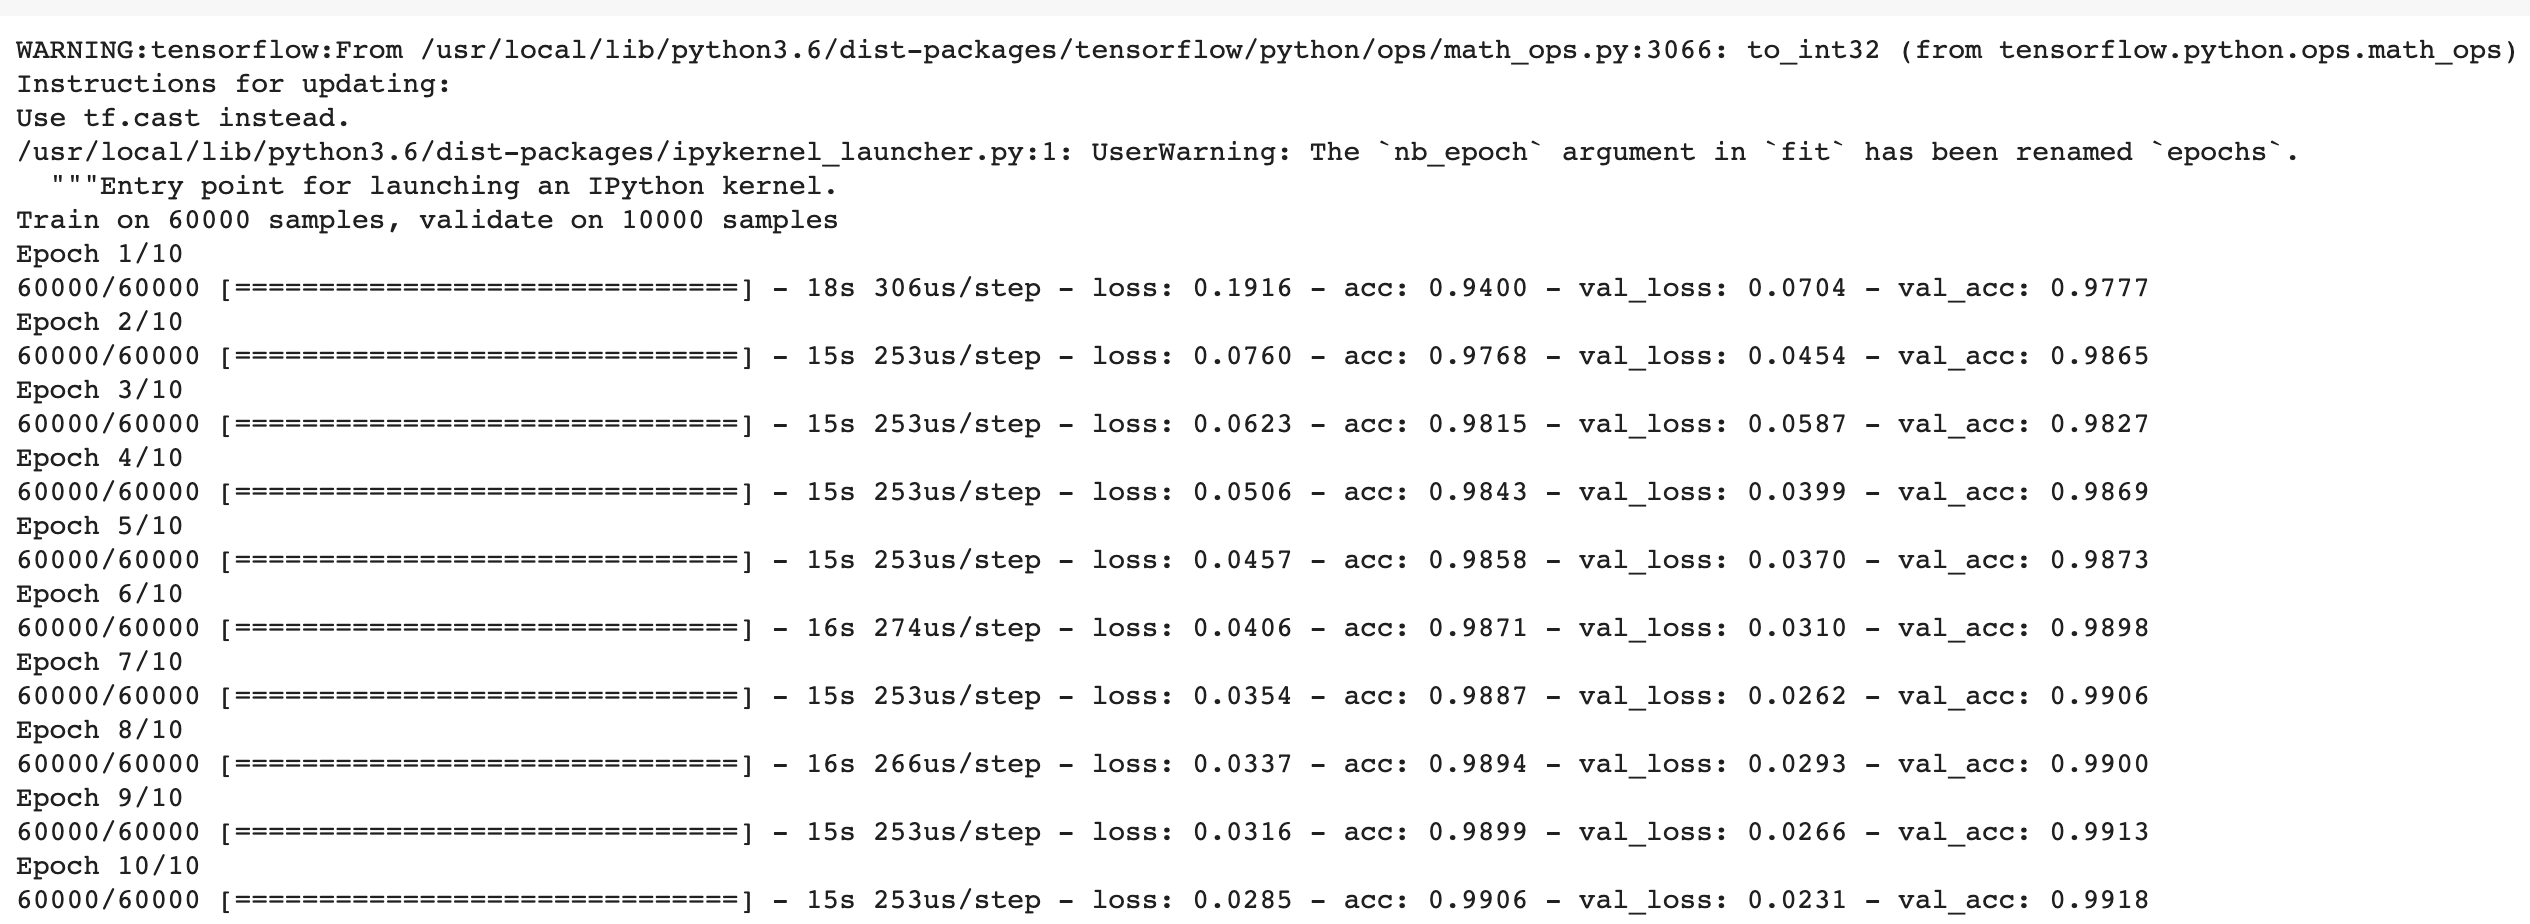 WARNING:tensorflow:From /usr/local/lib/python3.6/dist-packages/tensorflow/python/ops/math_ops.py:3066: to_int32 (from tensorflow.python.ops.math_ops)
Instructions for updating:
Use tf.cast instead.
/usr/local/lib/python3.6/dist-packages/ipykernel_launcher.py:1: UserWarning: The `nb_epoch` argument in `fit` has been renamed `epochs`.
  """Entry point for launching an IPython kernel.
Train on 60000 samples, validate on 10000 samples
Epoch 1/10
60000/60000 [==============================] - 18s 306us/step - loss: 0.1916 - acc: 0.9400 - val_loss: 0.0704 - val_acc: 0.9777
Epoch 2/10
60000/60000 [==============================] - 15s 253us/step - loss: 0.0760 - acc: 0.9768 - val_loss: 0.0454 - val_acc: 0.9865
Epoch 3/10
60000/60000 [==============================] - 15s 253us/step - loss: 0.0623 - acc: 0.9815 - val_loss: 0.0587 - val_acc: 0.9827
Epoch 4/10
60000/60000 [==============================] - 15s 253us/step - loss: 0.0506 - acc: 0.9843 - val_loss: 0.0399 - val_acc: 0.9869
Epoch 5/10
60000/60000 [==============================] - 15s 253us/step - loss: 0.0457 - acc: 0.9858 - val_loss: 0.0370 - val_acc: 0.9873
Epoch 6/10
60000/60000 [==============================] - 16s 274us/step - loss: 0.0406 - acc: 0.9871 - val_loss: 0.0310 - val_acc: 0.9898
Epoch 7/10
60000/60000 [==============================] - 15s 253us/step - loss: 0.0354 - acc: 0.9887 - val_loss: 0.0262 - val_acc: 0.9906
Epoch 8/10
60000/60000 [==============================] - 16s 266us/step - loss: 0.0337 - acc: 0.9894 - val_loss: 0.0293 - val_acc: 0.9900
Epoch 9/10
60000/60000 [==============================] - 15s 253us/step - loss: 0.0316 - acc: 0.9899 - val_loss: 0.0266 - val_acc: 0.9913
Epoch 10/10
60000/60000 [==============================] - 15s 253us/step - loss: 0.0285 - acc: 0.9906 - val_loss: 0.0231 - val_acc: 0.9918